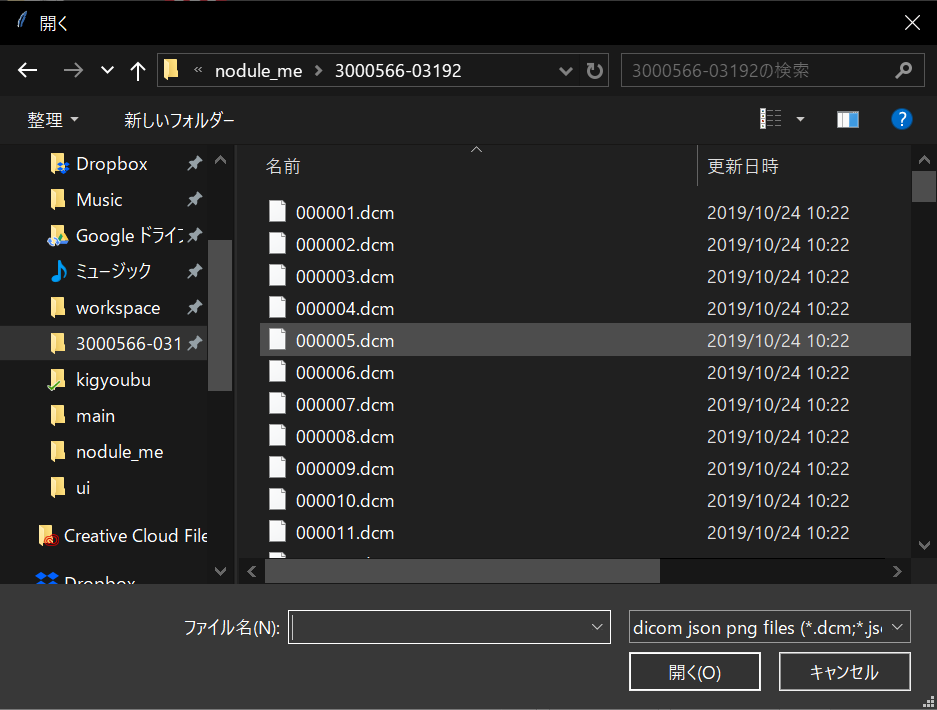 開く
« nodule_me > 3000566-03192
3000566-03192の検索
整理
新しいフォルダー
?
Dropbox
Music
Google ドライブ
ミュージック
workspace
3000566-031
kigyoubu
main
nodule_me
ui
Creative Cloud File
Dropbox
名前 更新日時
000001.dcm 2019/10/24 10:22
000002.dcm 2019/10/24 10:22
000003.dcm 2019/10/24 10:22
000004.dcm 2019/10/24 10:22
000005.dcm 2019/10/24 10:22
000006.dcm 2019/10/24 10:22
000007.dcm 2019/10/24 10:22
000008.dcm 2019/10/24 10:22
000009.dcm 2019/10/24 10:22
000010.dcm 2019/10/24 10:22
000011.dcm 2019/10/24 10:22
ファイル名(N):
dicom json png files (*.dcm;*.js
開く(O)
キャンセル